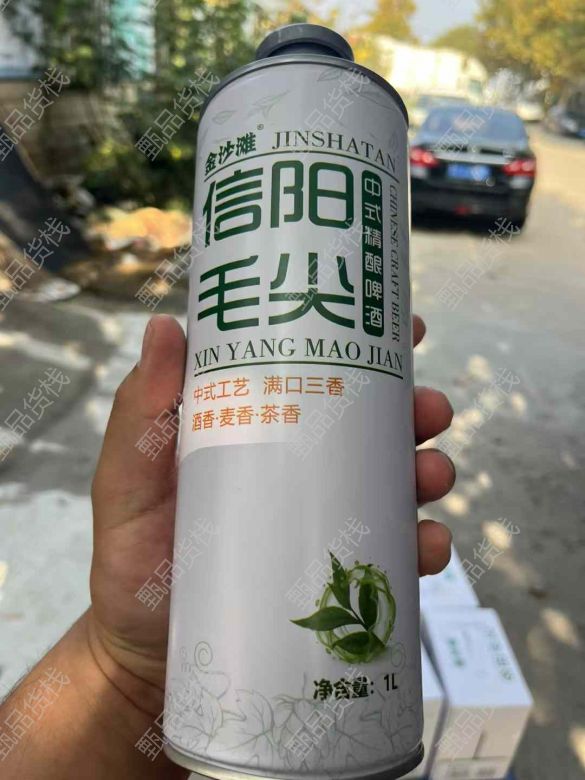 金沙滩® JINSHATAN
信阳
毛尖
中式精酿啤酒
CHINESE CRAFT BEER
XIN YANG MAO JIAN
中式工艺 满口三香
酒香·麦香·茶香
净含量: 1L
甄品货栈